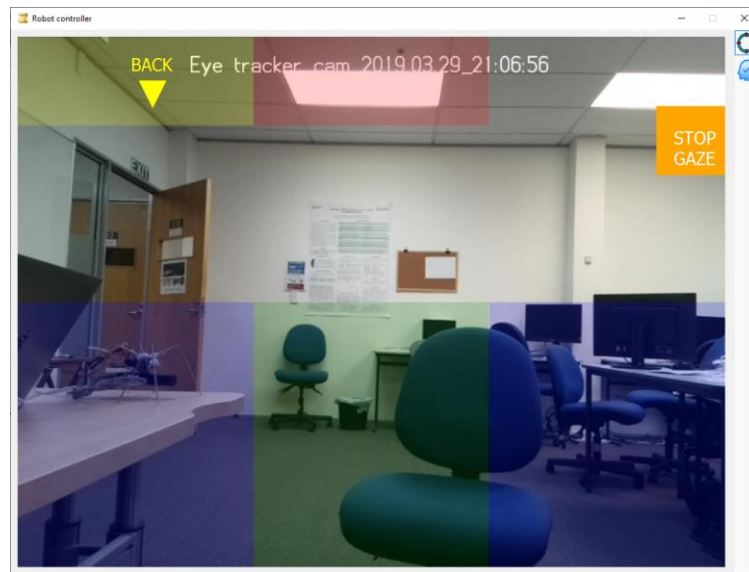 Robot controller
BACK
Eye tracker cam 2019.03.29_21:06:56
STOP
GAZE
EXIT